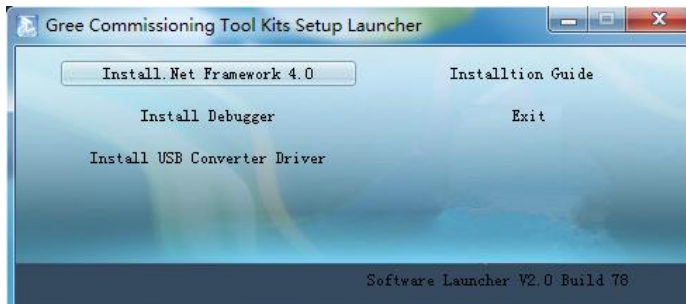 Gree Commissioning Tool Kits Setup Launcher
Install.Net Framework 4.0
Installtion Guide
Install Debugger
Exit
Install USB Converter Driver
Software Launcher V2.0 Build 78